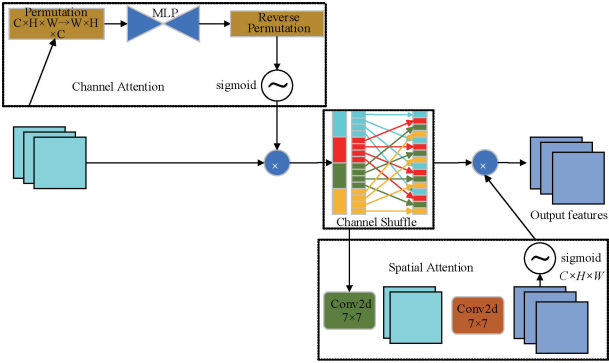 Permutation
C×H×W→W×H
×C
MLP
Reverse
Permutation
sigmoid
Channel Attention
×
×
Channel Shuffle
Output features
Spatial Attention
sigmoid
C×H×W
Conv2d
7×7
Conv2d
7×7